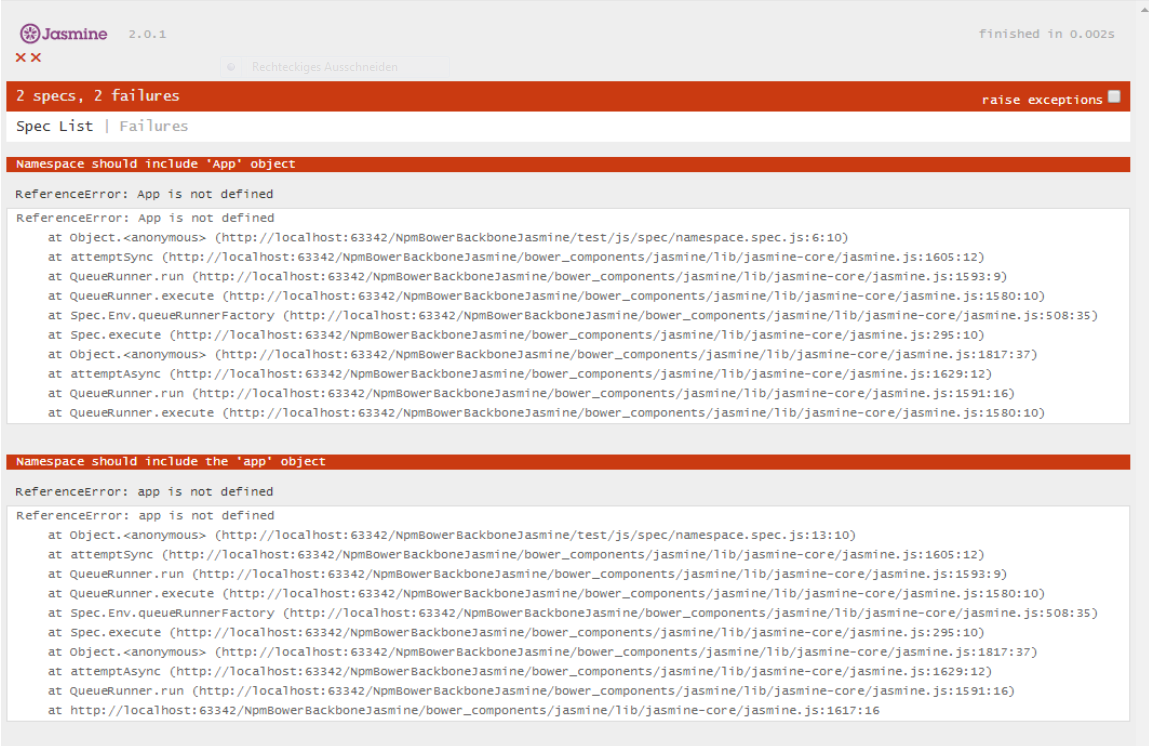 Jasmine 2.0.1 finished in 0.002s
××
Rechteckiges Ausschneiden
2 specs, 2 failures raise exceptions
Spec List | Failures
Namespace should include 'App' object
ReferenceError: App is not defined
ReferenceError: App is not defined
at Object.<anonymous> (http://localhost:63342/NpmBowerBackboneJasmine/test/js/spec/namespace.spec.js:6:10)
at attemptSync (http://localhost:63342/NpmBowerBackboneJasmine/bower_components/jasmine/lib/jasmine-core/jasmine.js:1605:12)
at QueueRunner.run (http://localhost:63342/NpmBowerBackboneJasmine/bower_components/jasmine/lib/jasmine-core/jasmine.js:1593:9)
at QueueRunner.execute (http://localhost:63342/NpmBowerBackboneJasmine/bower_components/jasmine/lib/jasmine-core/jasmine.js:1580:10)
at Spec.Env.queueRunnerFactory (http://localhost:63342/NpmBowerBackboneJasmine/bower_components/jasmine/lib/jasmine-core/jasmine.js:508:35)
at Spec.execute (http://localhost:63342/NpmBowerBackboneJasmine/bower_components/jasmine/lib/jasmine-core/jasmine.js:295:10)
at Object.<anonymous> (http://localhost:63342/NpmBowerBackboneJasmine/bower_components/jasmine/lib/jasmine-core/jasmine.js:1817:37)
at attemptAsync (http://localhost:63342/NpmBowerBackboneJasmine/bower_components/jasmine/lib/jasmine-core/jasmine.js:1629:12)
at QueueRunner.run (http://localhost:63342/NpmBowerBackboneJasmine/bower_components/jasmine/lib/jasmine-core/jasmine.js:1591:16)
at QueueRunner.execute (http://localhost:63342/NpmBowerBackboneJasmine/bower_components/jasmine/lib/jasmine-core/jasmine.js:1580:10)
Namespace should include the 'app' object
ReferenceError: app is not defined
ReferenceError: app is not defined
at Object.<anonymous> (http://localhost:63342/NpmBowerBackboneJasmine/test/js/spec/namespace.spec.js:13:10)
at attemptSync (http://localhost:63342/NpmBowerBackboneJasmine/bower_components/jasmine/lib/jasmine-core/jasmine.js:1605:12)
at QueueRunner.run (http://localhost:63342/NpmBowerBackboneJasmine/bower_components/jasmine/lib/jasmine-core/jasmine.js:1593:9)
at QueueRunner.execute (http://localhost:63342/NpmBowerBackboneJasmine/bower_components/jasmine/lib/jasmine-core/jasmine.js:1580:10)
at Spec.Env.queueRunnerFactory (http://localhost:63342/NpmBowerBackboneJasmine/bower_components/jasmine/lib/jasmine-core/jasmine.js:508:35)
at Spec.execute (http://localhost:63342/NpmBowerBackboneJasmine/bower_components/jasmine/lib/jasmine-core/jasmine.js:295:10)
at Object.<anonymous> (http://localhost:63342/NpmBowerBackboneJasmine/bower_components/jasmine/lib/jasmine-core/jasmine.js:1817:37)
at attemptAsync (http://localhost:63342/NpmBowerBackboneJasmine/bower_components/jasmine/lib/jasmine-core/jasmine.js:1629:12)
at QueueRunner.run (http://localhost:63342/NpmBowerBackboneJasmine/bower_components/jasmine/lib/jasmine-core/jasmine.js:1591:16)
at http://localhost:63342/NpmBowerBackboneJasmine/bower_components/jasmine/lib/jasmine-core/jasmine.js:1617:16